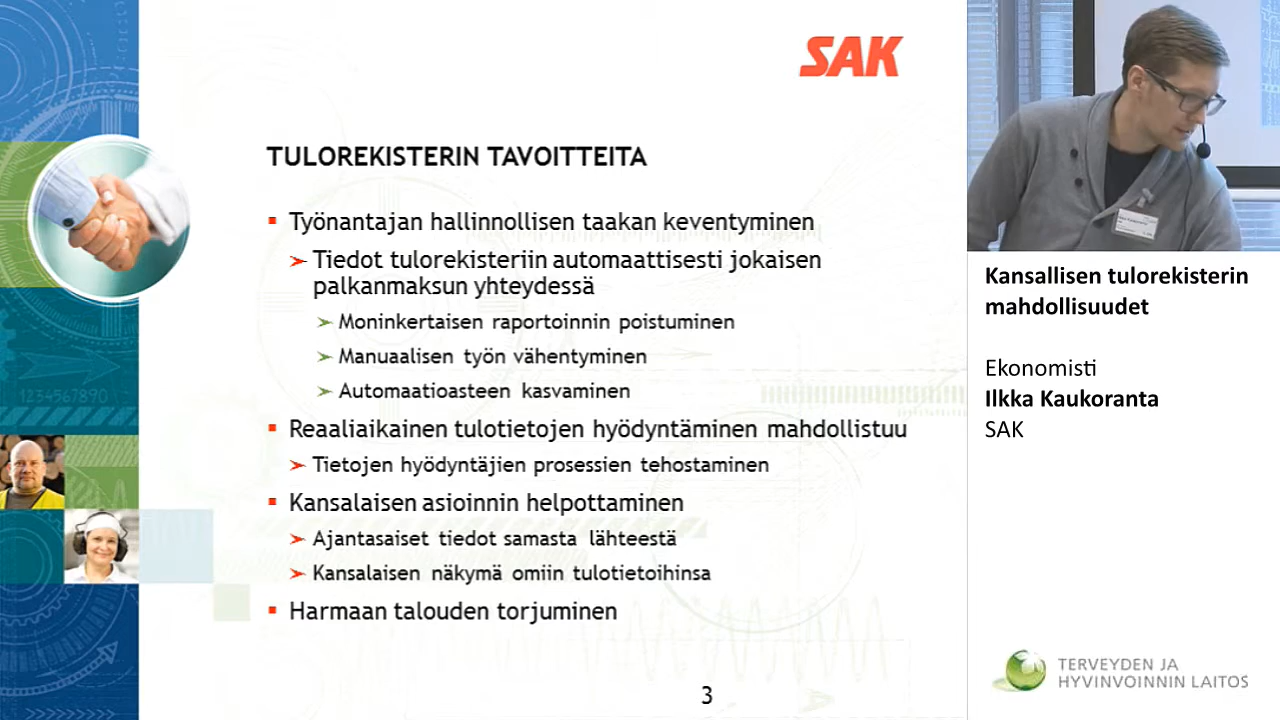 SAK
TULOREKISTERIN TAVOITTEITA
Työnantajan hallinnollisen taakan keventyminen
Tiedot tulorekisteriin automaattisesti jokaisen
palkanmaksun yhteydessä
Moninkertaisen raportoinnin poistuminen
Manuaalisen työn vähentyminen
Automaatioasteen kasvaminen
Reaaliaikainen tulotietojen hyödyntäminen mahdollistuu
Tietojen hyödyntäjien prosessien tehostaminen
Kansalaisen asioinnin helpottaminen
Ajantasaiset tiedot samasta lähteestä
Kansalaisen näkymä omiin tulotietoihinsa
Harmaan talouden torjuminen
3
1234567890
Kansallisen tulorekisterin
mahdollisuudet
Ekonomisti
Ilkka Kaukoranta
SAK
TERVEYDEN JA
HYVINVOINNIN LAITOS